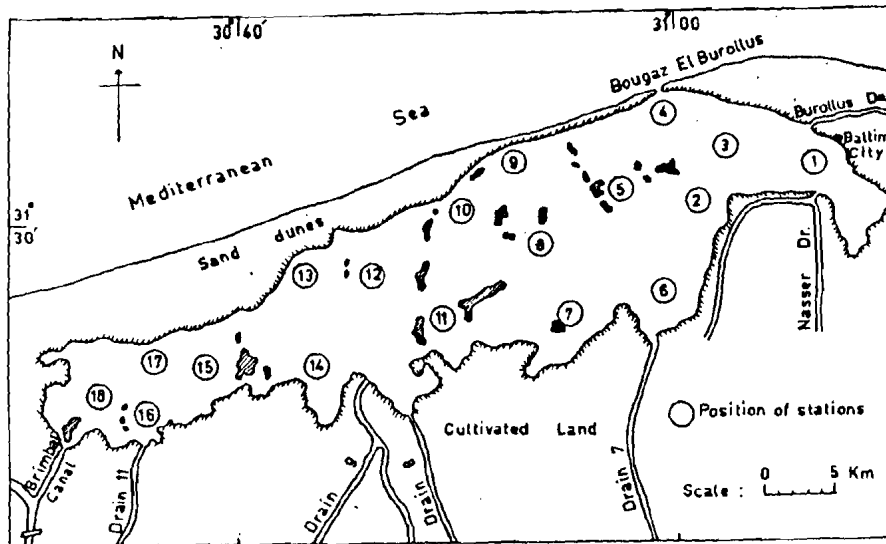 30° 40'
31° 00
N
Bougaz El Burollus
Sea
Mediterranean
Burollus De
Baltim
City
4
3
1
9
5
2
10
8
31°
30'
Sand dunes
13
12
6
Nasser Dr.
11
7
17
15
14
18
16
Position of stations
Cultivated Land
Brimbal
Canal
Drain 11
Drain 9
Drain 8
Drain 7
0 5 Km
Scale :